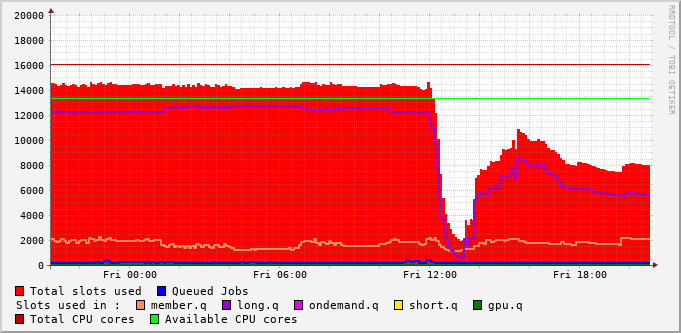 20000
18000
16000
14000
12000
10000
8000
6000
4000
2000
0
Fri 00:00 Fri 06:00 Fri 12:00 Fri 18:00
RRDTOOL / TOBI OETIKER
Total slots used Queued Jobs
Slots used in : member.q long.q ondemand.q short.q gpu.q
Total CPU cores Available CPU cores